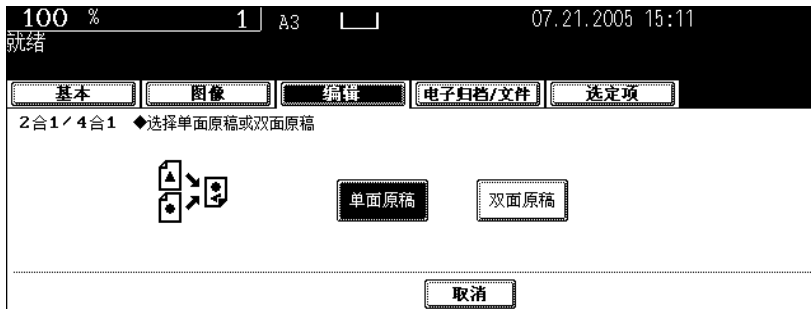 100 % 1 A3 07.21.2005 15:11
就绪
基本 图像 编辑 电子归档/文件 选定项
2合1/4合1 ◆选择单面原稿或双面原稿
单面原稿 双面原稿
取消